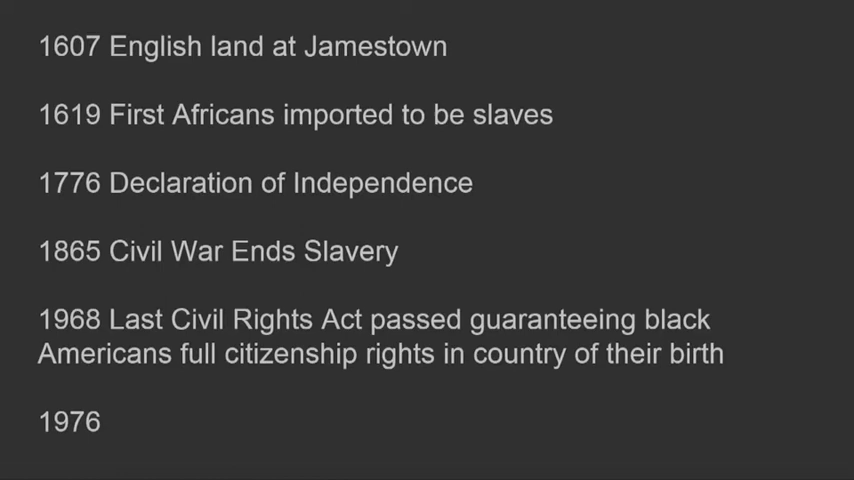 1607 English land at Jamestown
1619 First Africans imported to be slaves
1776 Declaration of Independence
1865 Civil War Ends Slavery
1968 Last Civil Rights Act passed guaranteeing black
Americans full citizenship rights in country of their birth
1976